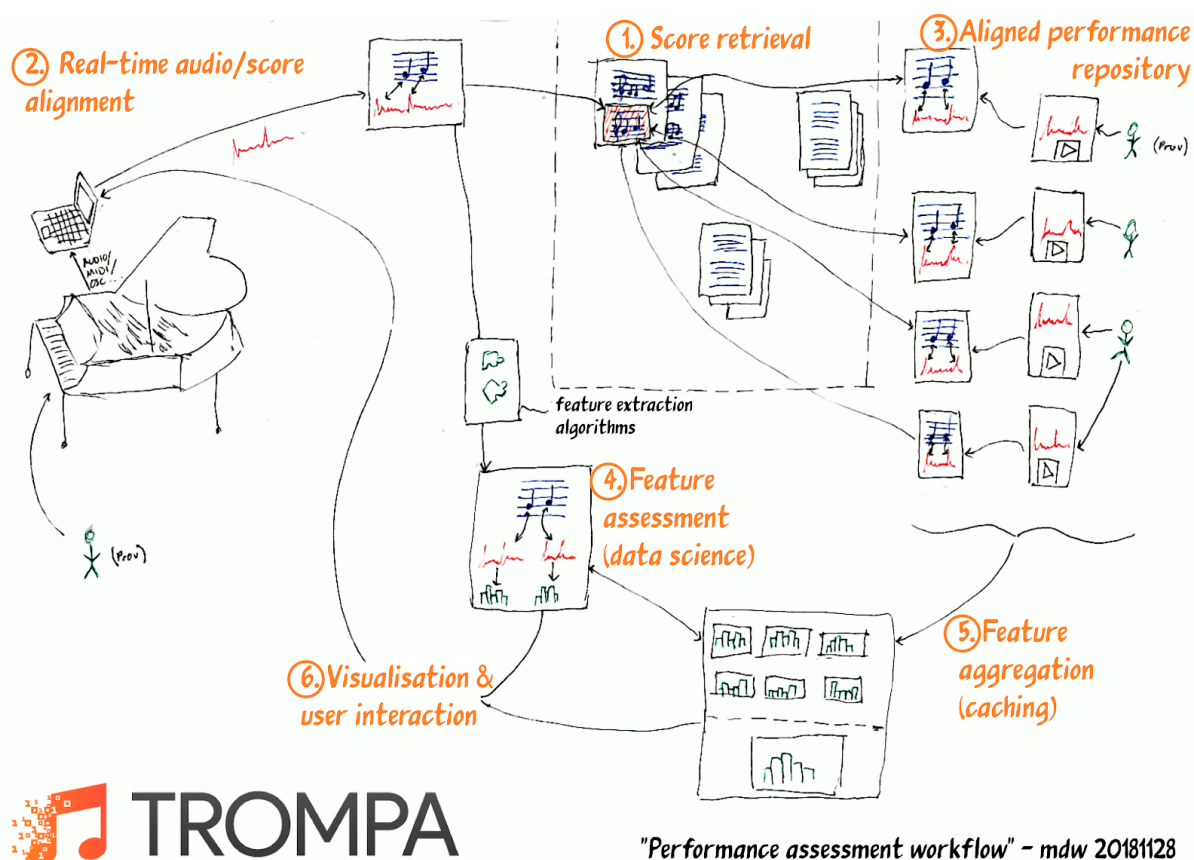 1. Score retrieval
2. Real-time audio/score
alignment
3. Aligned performance
repository
(Prov)
AUDIO/
MIDI/
OSC...
feature extraction
algorithms
4. Feature
assessment
(data science)
(Prov)
5. Feature
aggregation
(caching)
6. Visualisation &
user interaction
TROMPA
"Performance assessment workflow" - mdw 20181128